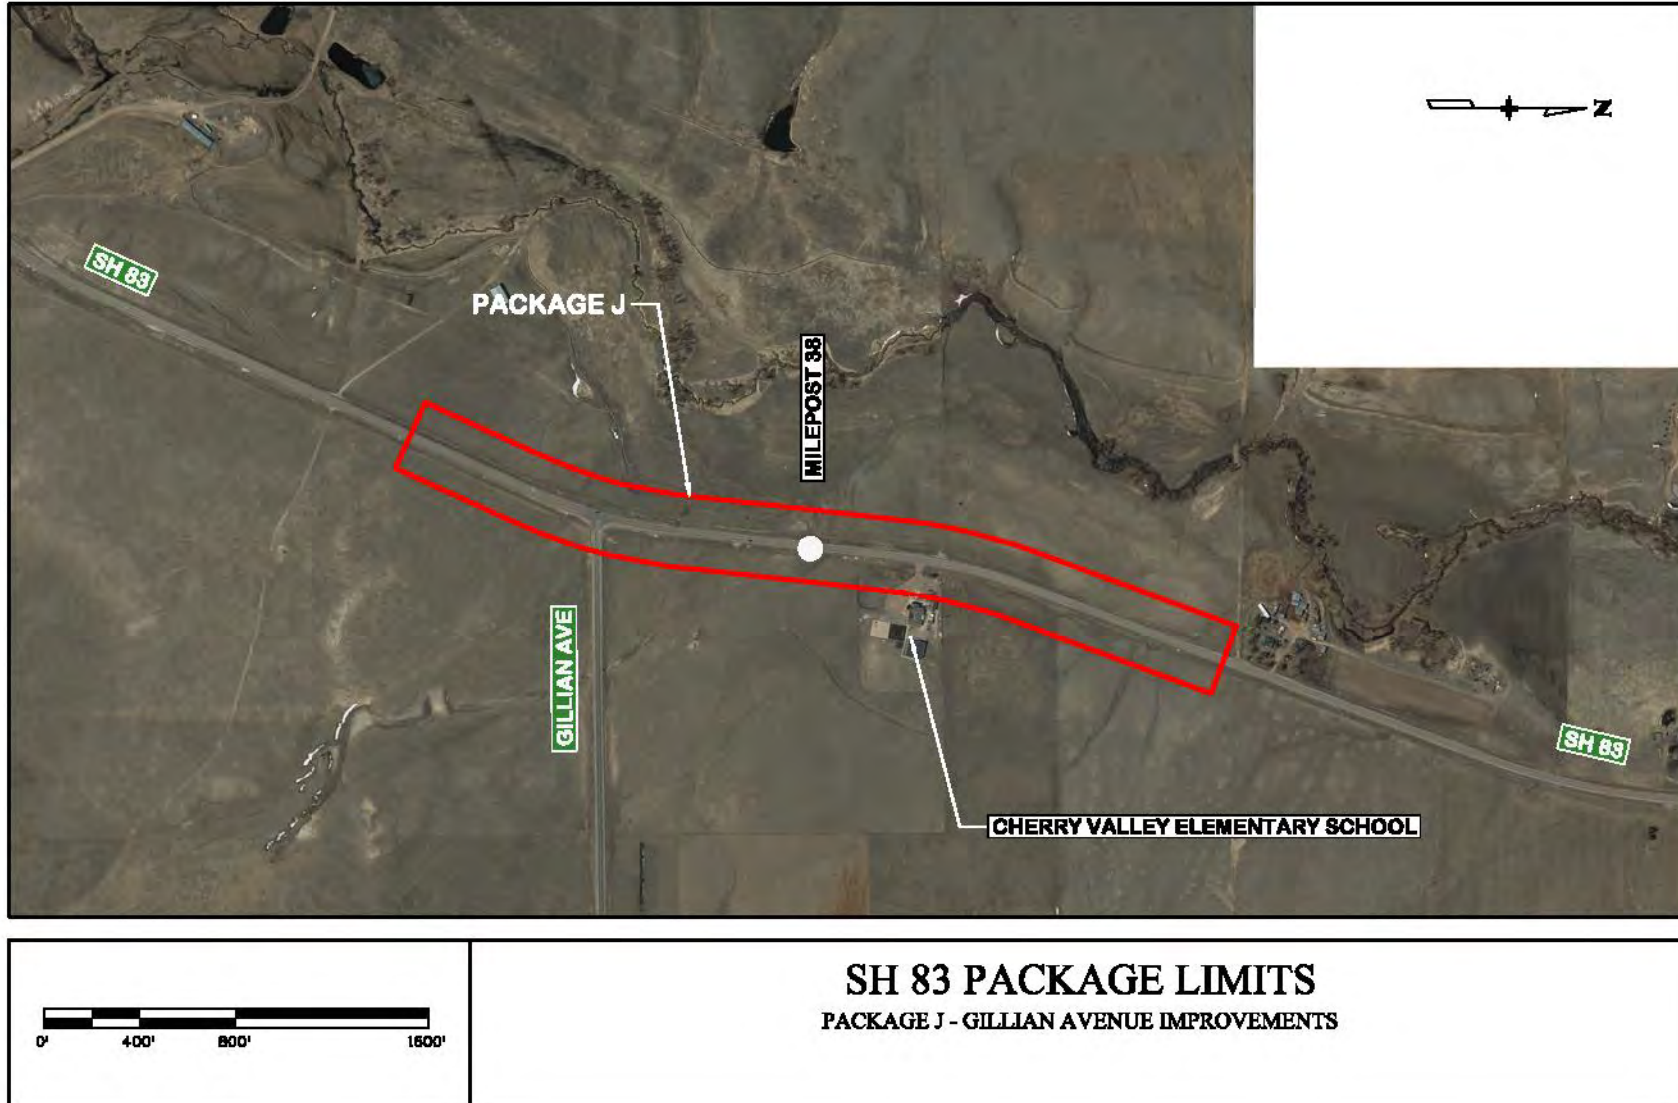 N
SH 83
PACKAGE J
MILEPOST 38
GILLIAN AVE
SH 83
CHERRY VALLEY ELEMENTARY SCHOOL
SH 83 PACKAGE LIMITS
PACKAGE J - GILLIAN AVENUE IMPROVEMENTS
0' 400' 800' 1600'